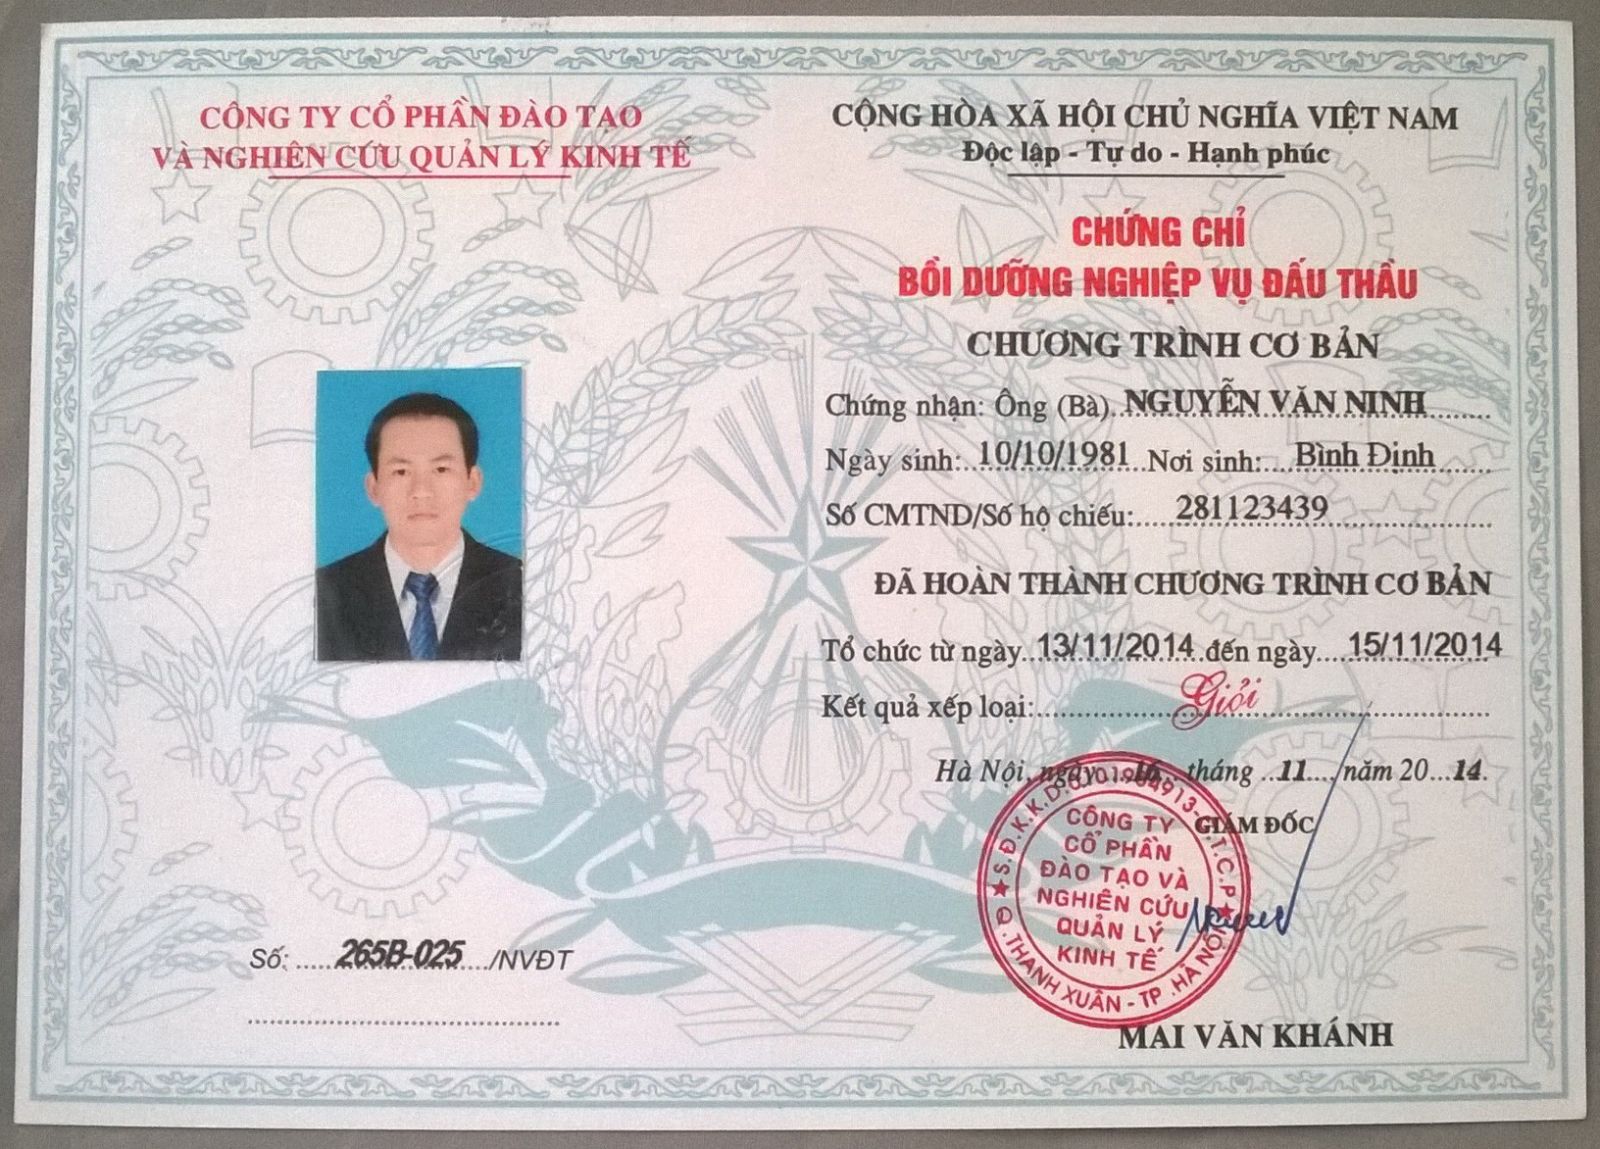 CÔNG TY CỔ PHẦN ĐÀO TẠO
VÀ NGHIÊN CỨU QUẢN LÝ KINH TẾ
CỘNG HÒA XÃ HỘI CHỦ NGHĨA VIỆT NAM
Độc lập - Tự do - Hạnh phúc
CHỨNG CHỈ
BỒI DƯỠNG NGHIỆP VỤ ĐẤU THẦU
CHƯƠNG TRÌNH CƠ BẢN
Chứng nhận: Ông (Bà) NGUYỄN VĂN NINH
Ngày sinh: 10/10/1981 Nơi sinh: Bình Định
Số CMTND/Số hộ chiếu: 281123439
ĐÃ HOÀN THÀNH CHƯƠNG TRÌNH CƠ BẢN
Tổ chức từ ngày 13/11/2014 đến ngày 15/11/2014
Kết quả xếp loại: Giỏi
Hà Nội, ngày 16 tháng 11 năm 2014.
GIÁM ĐỐC
CÔNG TY
CỔ PHẦN
ĐÀO TẠO VÀ
NGHIÊN CỨU
QUẢN LÝ
KINH TẾ
Q.THANH XUÂN - TP.HÀ NỘI
MAI VĂN KHÁNH
Số: 265B-025/NVĐT